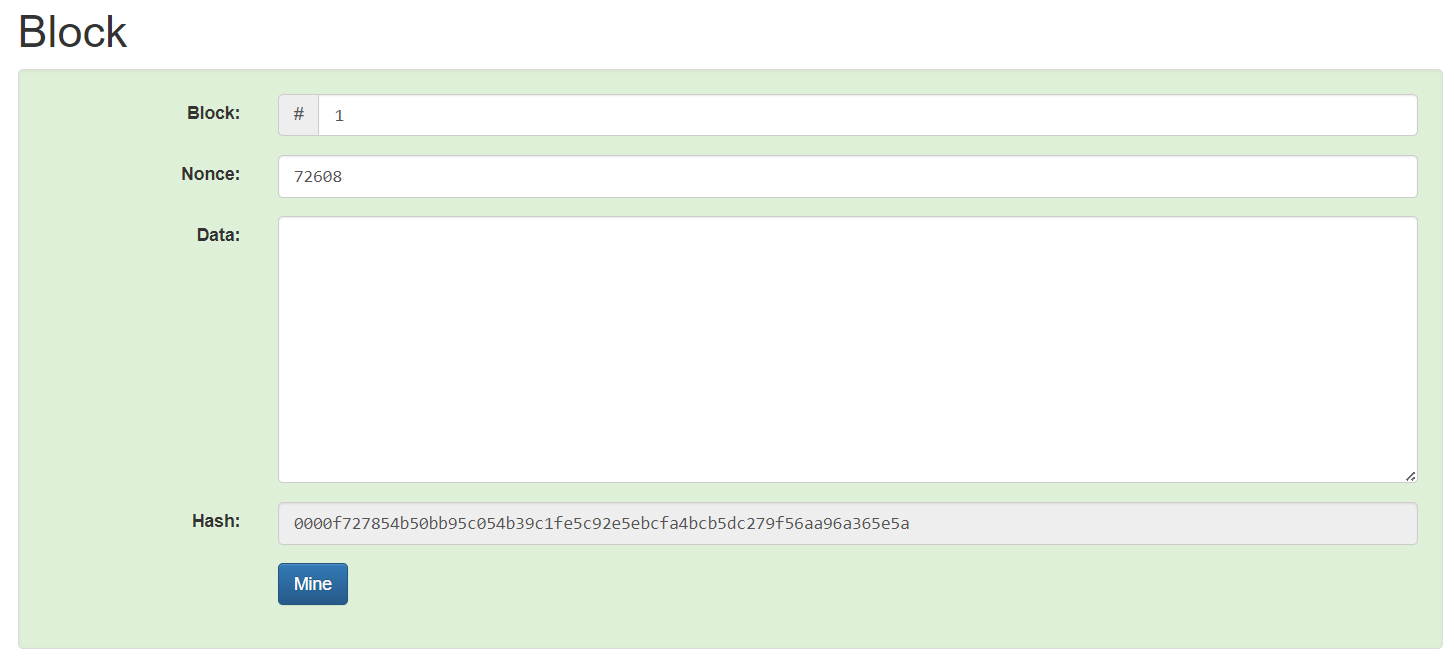 Block
Block: # 1
Nonce: 72608
Data:
Hash: 0000f727854b50bb95c054b39c1fe5c92e5ebcfa4bcb5dc279f56aa96a365e5a
Mine